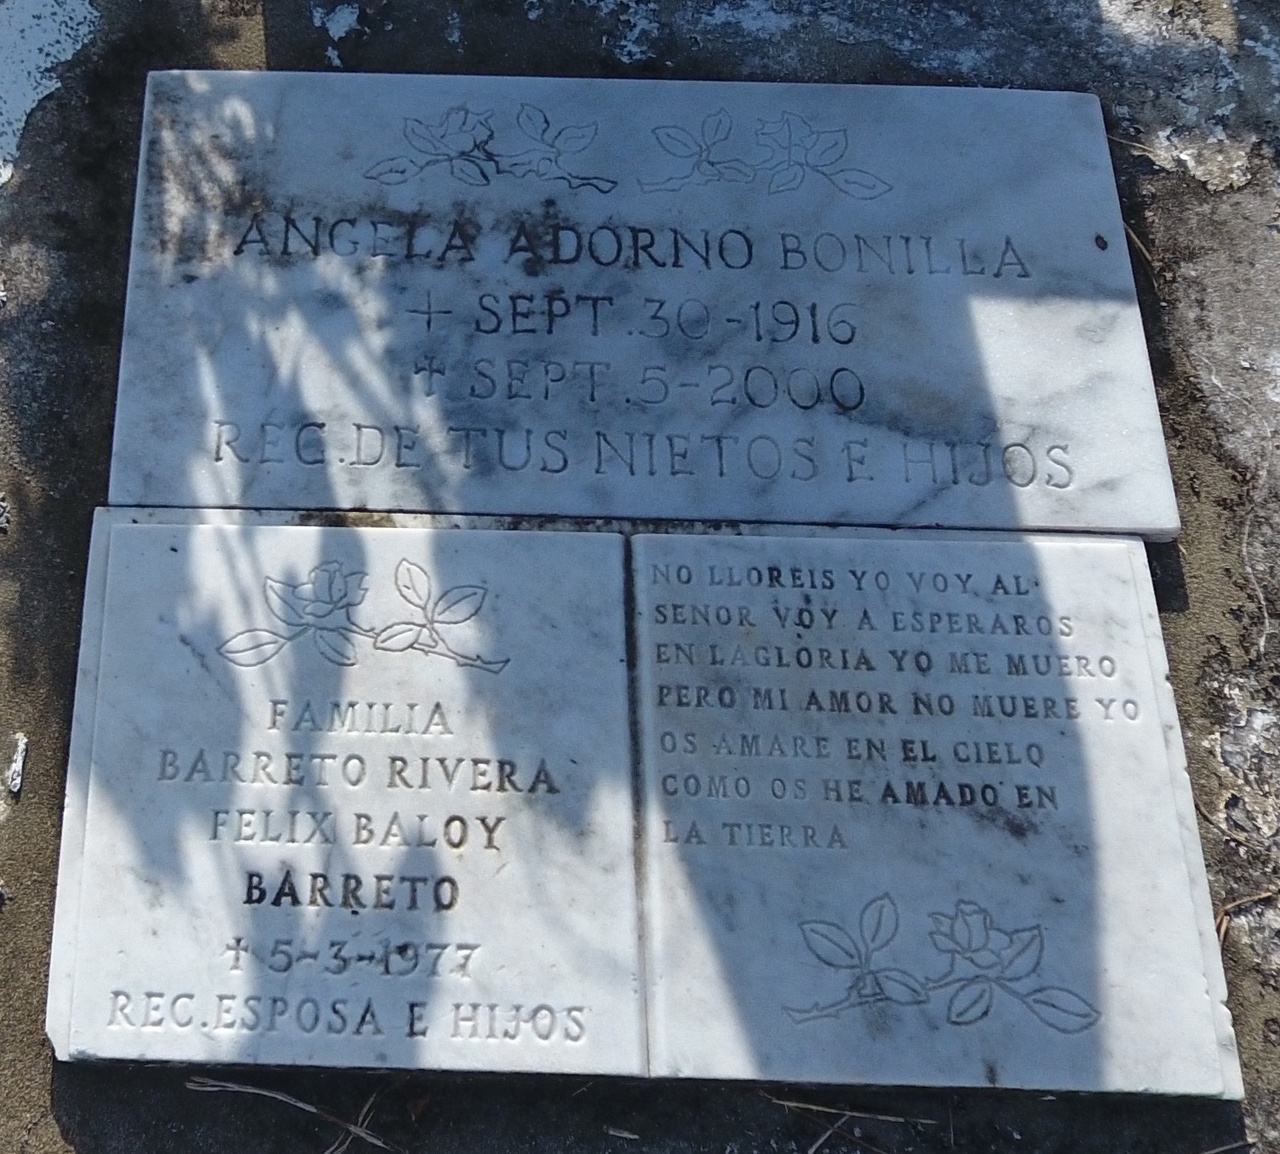 ANGELA ADORNO BONILLA
+ SEPT.30-1916
✝ SEPT.5-2000
REC.DE TUS NIETOS E HIJOS
FAMILIA
BARRETO RIVERA
FELIX BALOY
BARRETO
✝ 5-3-1977
REC.ESPOSA E HIJOS
NO LLOREIS YO VOY AL
SENOR VOY A ESPERAROS
EN LAGLORIA YO ME MUERO
PERO MI AMOR NO MUERE YO
OS AMARE EN EL CIELO
COMO OS HE AMADO EN
LA TIERRA